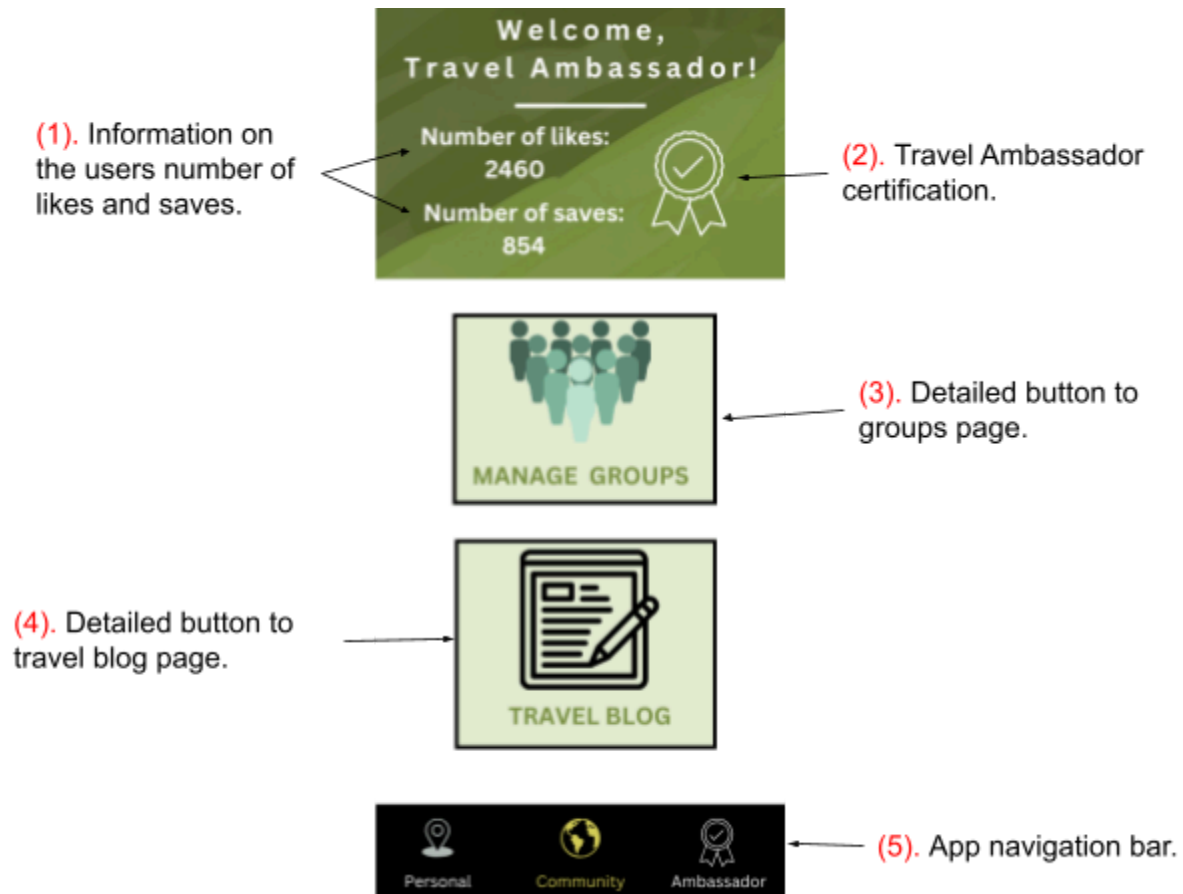 Welcome,
Travel Ambassador!
(1). Information on
the users number of
likes and saves.
Number of likes:
2460
Number of saves:
854
(2). Travel Ambassador
certification.
MANAGE GROUPS
(3). Detailed button to
groups page.
(4). Detailed button to
travel blog page.
TRAVEL BLOG
Personal
Community
Ambassador
(5). App navigation bar.